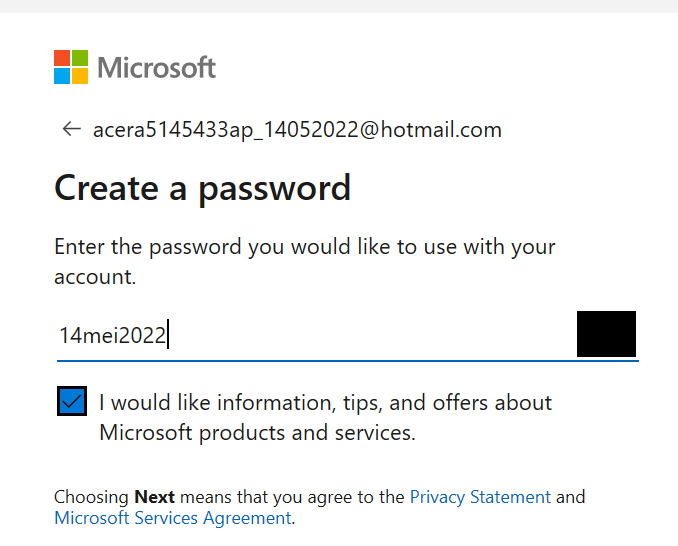 Microsoft
acera5145433ap_14052022@hotmail.com
Create a password
Enter the password you would like to use with your
account.
14mei2022
I would like information, tips, and offers about
Microsoft products and services.
Choosing Next means that you agree to the Privacy Statement and
Microsoft Services Agreement.